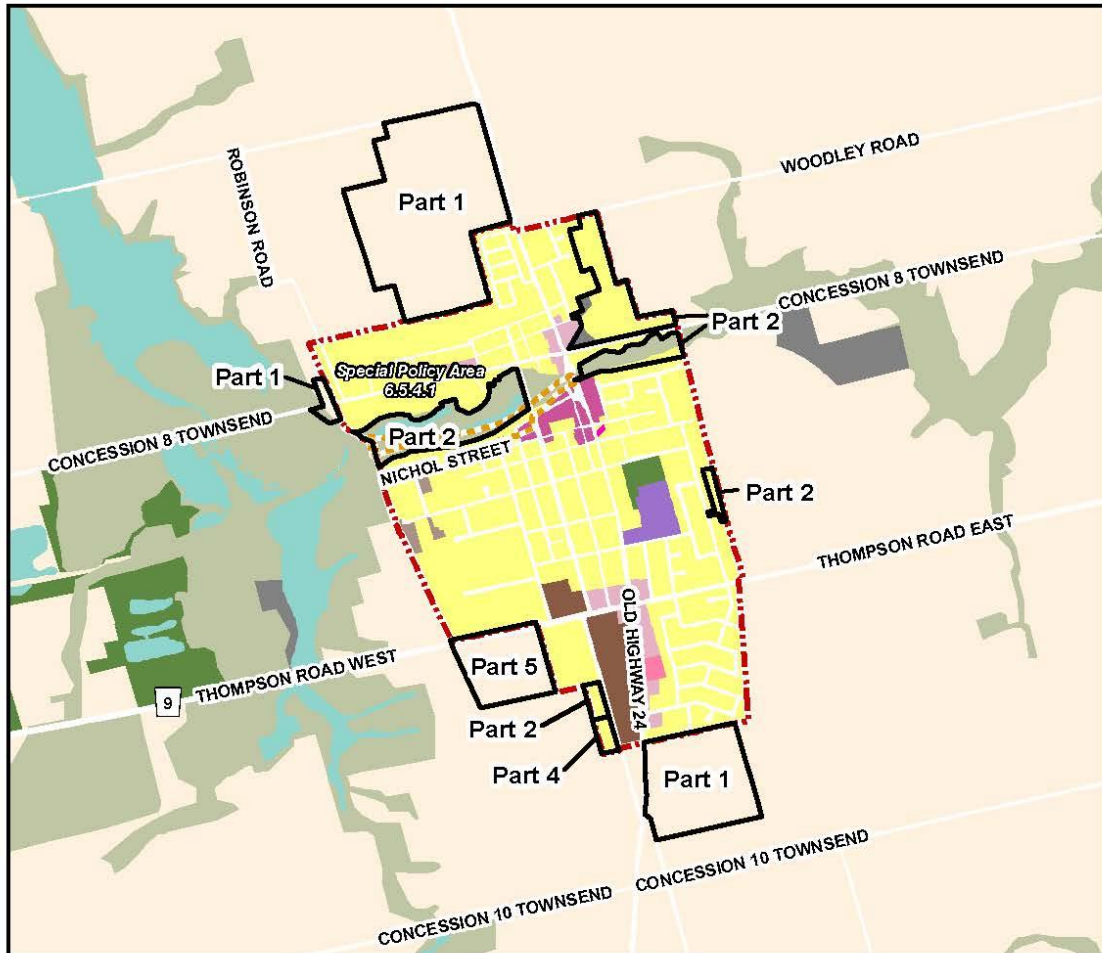 WOODLEY ROAD
ROBINSON ROAD
Part 1
CONCESSION 8 TOWNSEND
Part 2
Special Policy Area
6.5.4.1
Part 1
Part 2
CONCESSION 8 TOWNSEND
NICHOL STREET
Part 2
THOMPSON ROAD EAST
OLD HIGHWAY 24
Part 5
THOMPSON ROAD WEST
9
Part 2
Part 4
Part 1
CONCESSION 10 TOWNSEND
CONCESSION 10 TOWNSEND